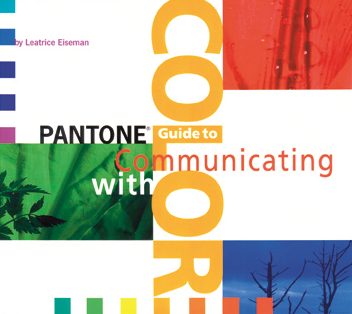 by Leatrice Eiseman
PANTONE® Guide to
Communicating
with
COLOR